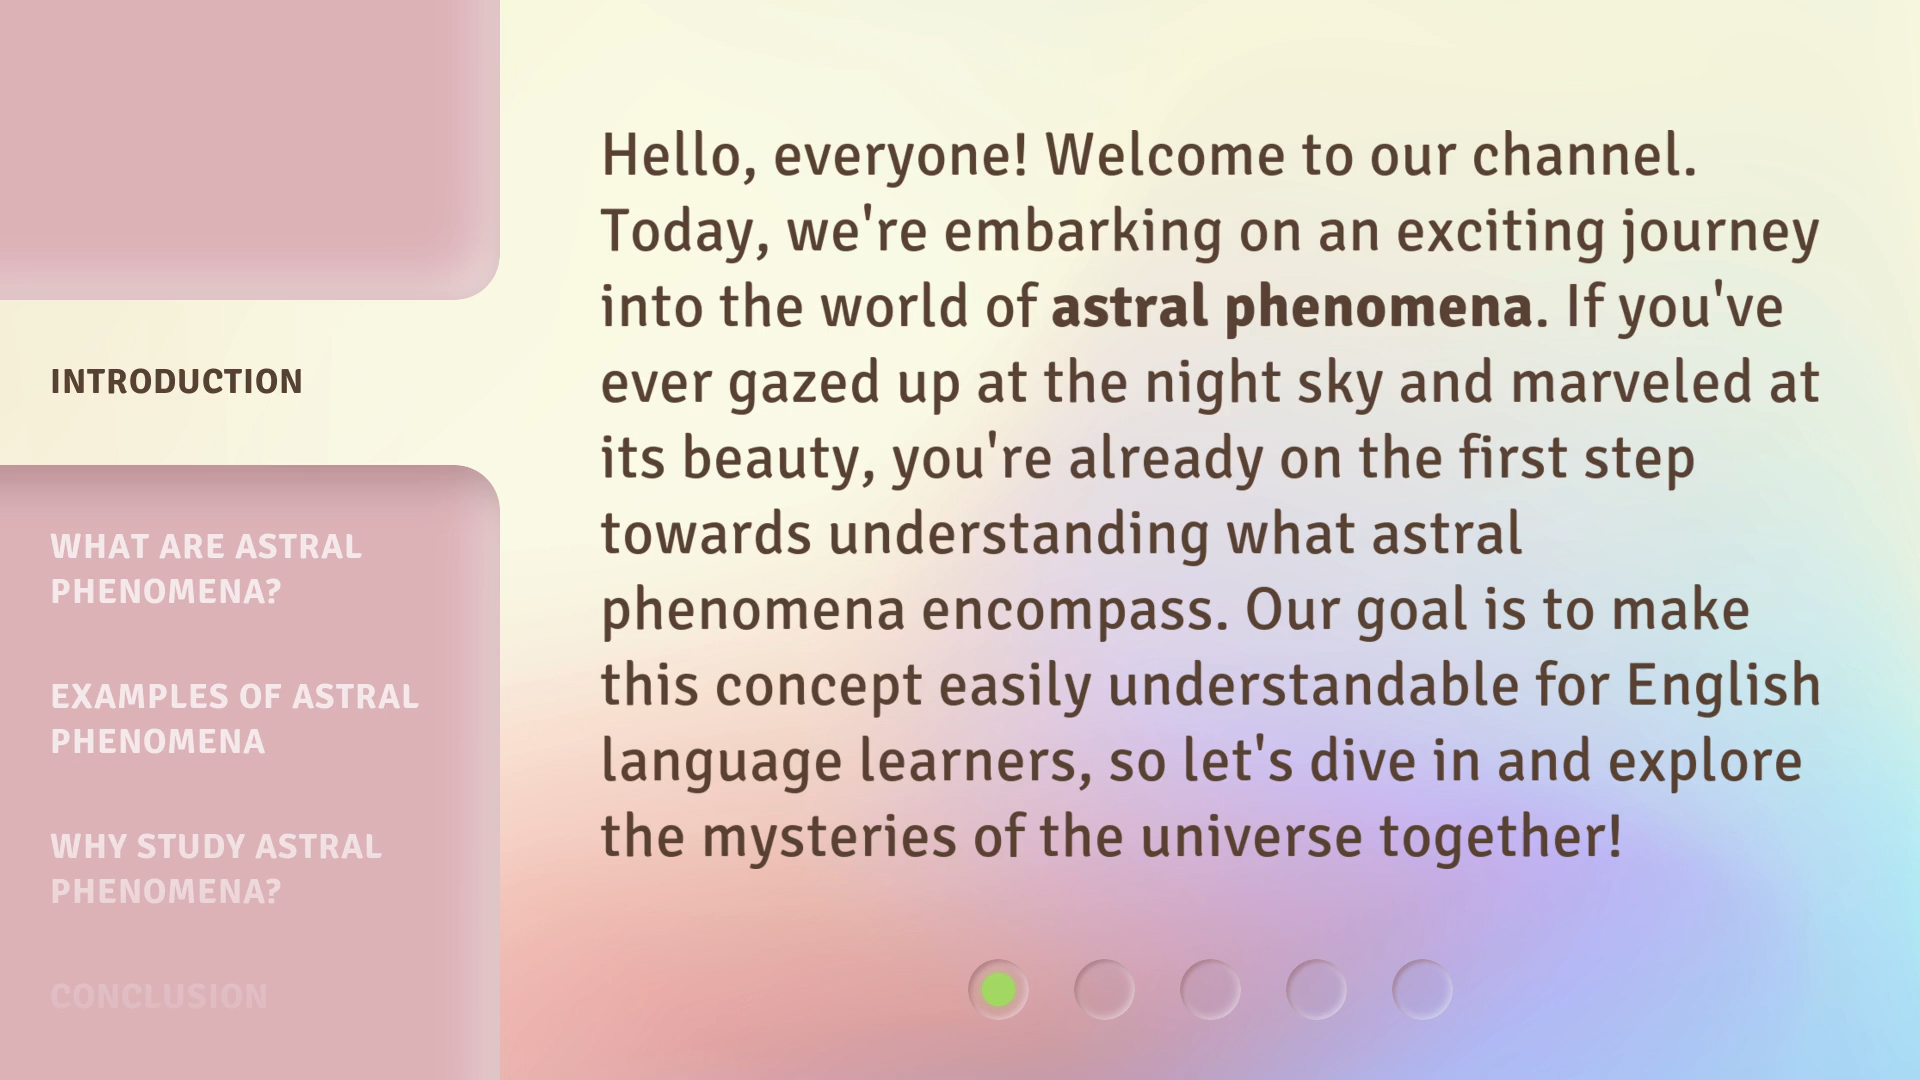 INTRODUCTION
WHAT ARE ASTRAL
PHENOMENA?
EXAMPLES OF ASTRAL
PHENOMENA
WHY STUDY ASTRAL
PHENOMENA?
CONCLUSION
Hello, everyone! Welcome to our channel.
Today, we're embarking on an exciting journey
into the world of astral phenomena. If you've
ever gazed up at the night sky and marveled at
its beauty, you're already on the first step
towards understanding what astral
phenomena encompass. Our goal is to make
this concept easily understandable for English
language learners, so let's dive in and explore
the mysteries of the universe together!